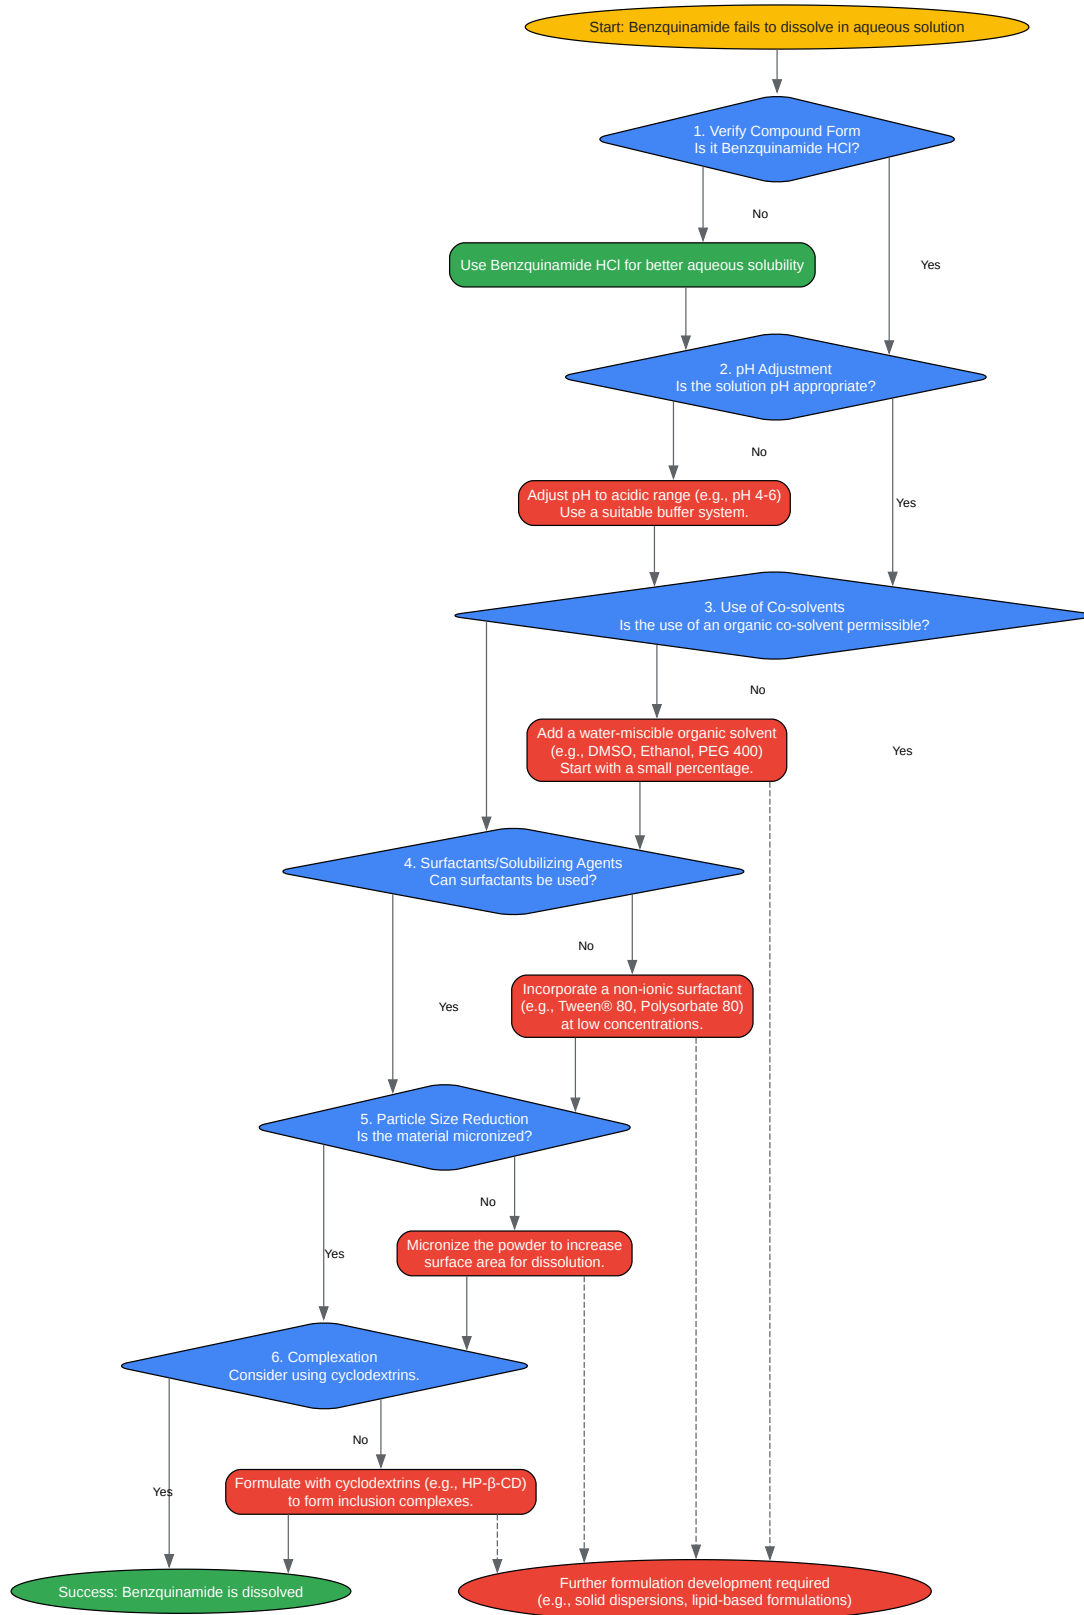 Start: Benzquinamide fails to dissolve in aqueous solution
1. Verify Compound Form
Is it Benzquinamide HCl?
No
Yes
Use Benzquinamide HCl for better aqueous solubility
2. pH Adjustment
Is the solution pH appropriate?
No
Yes
Adjust pH to acidic range (e.g., pH 4-6)
Use a suitable buffer system.
3. Use of Co-solvents
Is the use of an organic co-solvent permissible?
No
Yes
Add a water-miscible organic solvent
(e.g., DMSO, Ethanol, PEG 400)
Start with a small percentage.
4. Surfactants/Solubilizing Agents
Can surfactants be used?
No
Yes
Incorporate a non-ionic surfactant
(e.g., Tween® 80, Polysorbate 80)
at low concentrations.
5. Particle Size Reduction
Is the material micronized?
No
Yes
Micronize the powder to increase
surface area for dissolution.
6. Complexation
Consider using cyclodextrins.
No
Yes
Formulate with cyclodextrins (e.g., HP-β-CD)
to form inclusion complexes.
Success: Benzquinamide is dissolved
Further formulation development required
(e.g., solid dispersions, lipid-based formulations)